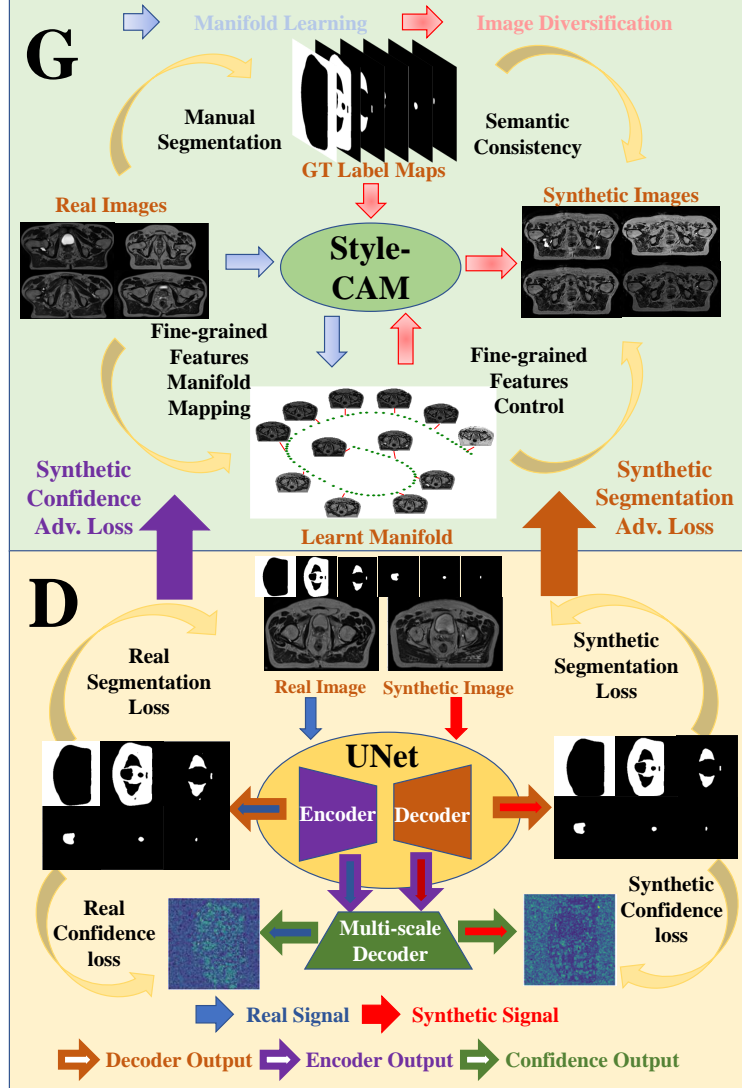 Manifold Learning
Image Diversification
G
Manual
Segmentation
Semantic
Consistency
GT Label Maps
Real Images
Synthetic Images
Style-
CAM
Fine-grained
Features
Manifold
Mapping
Fine-grained
Features
Control
Synthetic
Confidence
Adv. Loss
Learnt Manifold
Synthetic
Segmentation
Adv. Loss
D
Real
Segmentation
Loss
Real Image
Synthetic Image
Synthetic
Segmentation
Loss
UNet
Encoder
Decoder
Real
Confidence
loss
Multi-scale
Decoder
Synthetic
Confidence
loss
Real Signal
Synthetic Signal
Decoder Output
Encoder Output
Confidence Output